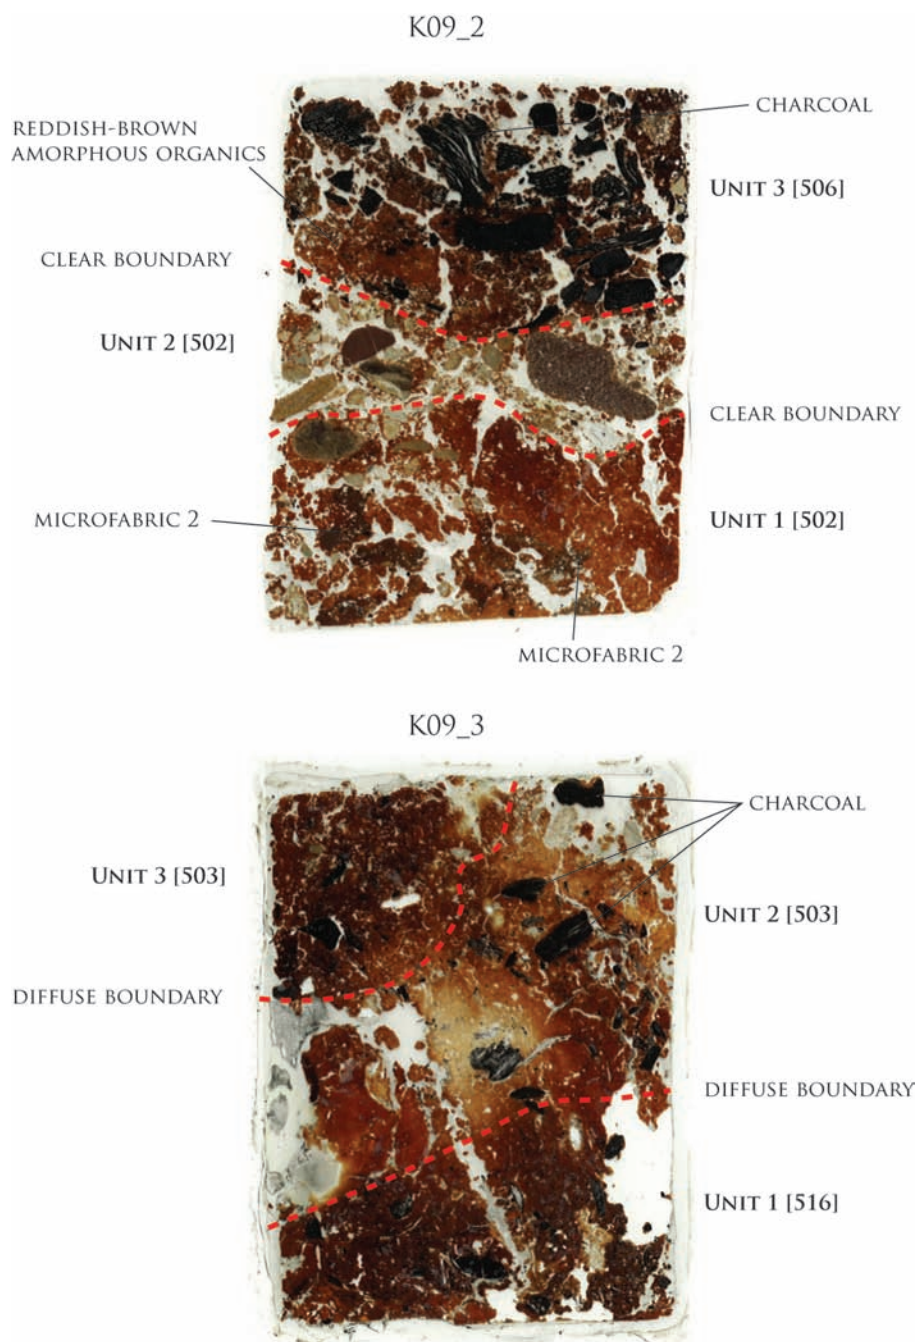 K09_2
CHARCOAL
REDDISH-BROWN
AMORPHOUS ORGANICS
UNIT 3 [506]
CLEAR BOUNDARY
UNIT 2 [502]
CLEAR BOUNDARY
MICROFABRIC 2
UNIT 1 [502]
MICROFABRIC 2
K09_3
CHARCOAL
UNIT 3 [503]
UNIT 2 [503]
DIFFUSE BOUNDARY
DIFFUSE BOUNDARY
UNIT 1 [516]